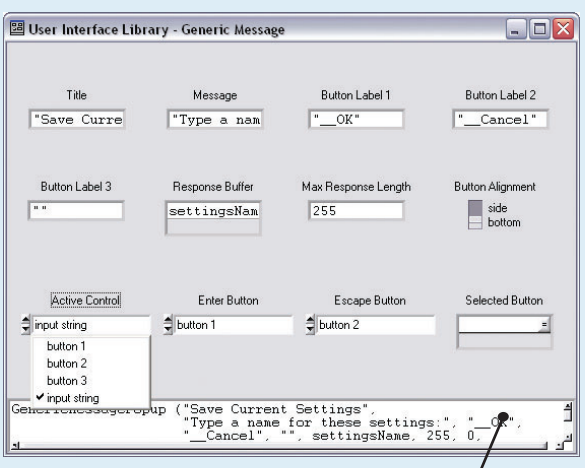 User Interface Library - Generic Message
Title Message Button Label 1 Button Label 2
"Save Curre "Type a nam "__OK" "__Cancel"
Button Label 3 Response Buffer Max Response Length Button Alignment
"" settingsNam 255 side
bottom
Active Control Enter Button Escape Button Selected Button
input string button 1 button 2
button 1
button 2
button 3
input string
GenericMessagePopup ("Save Current Settings",
"Type a name for these settings:", "__OK",
"__Cancel", "", settingsName, 255, 0,